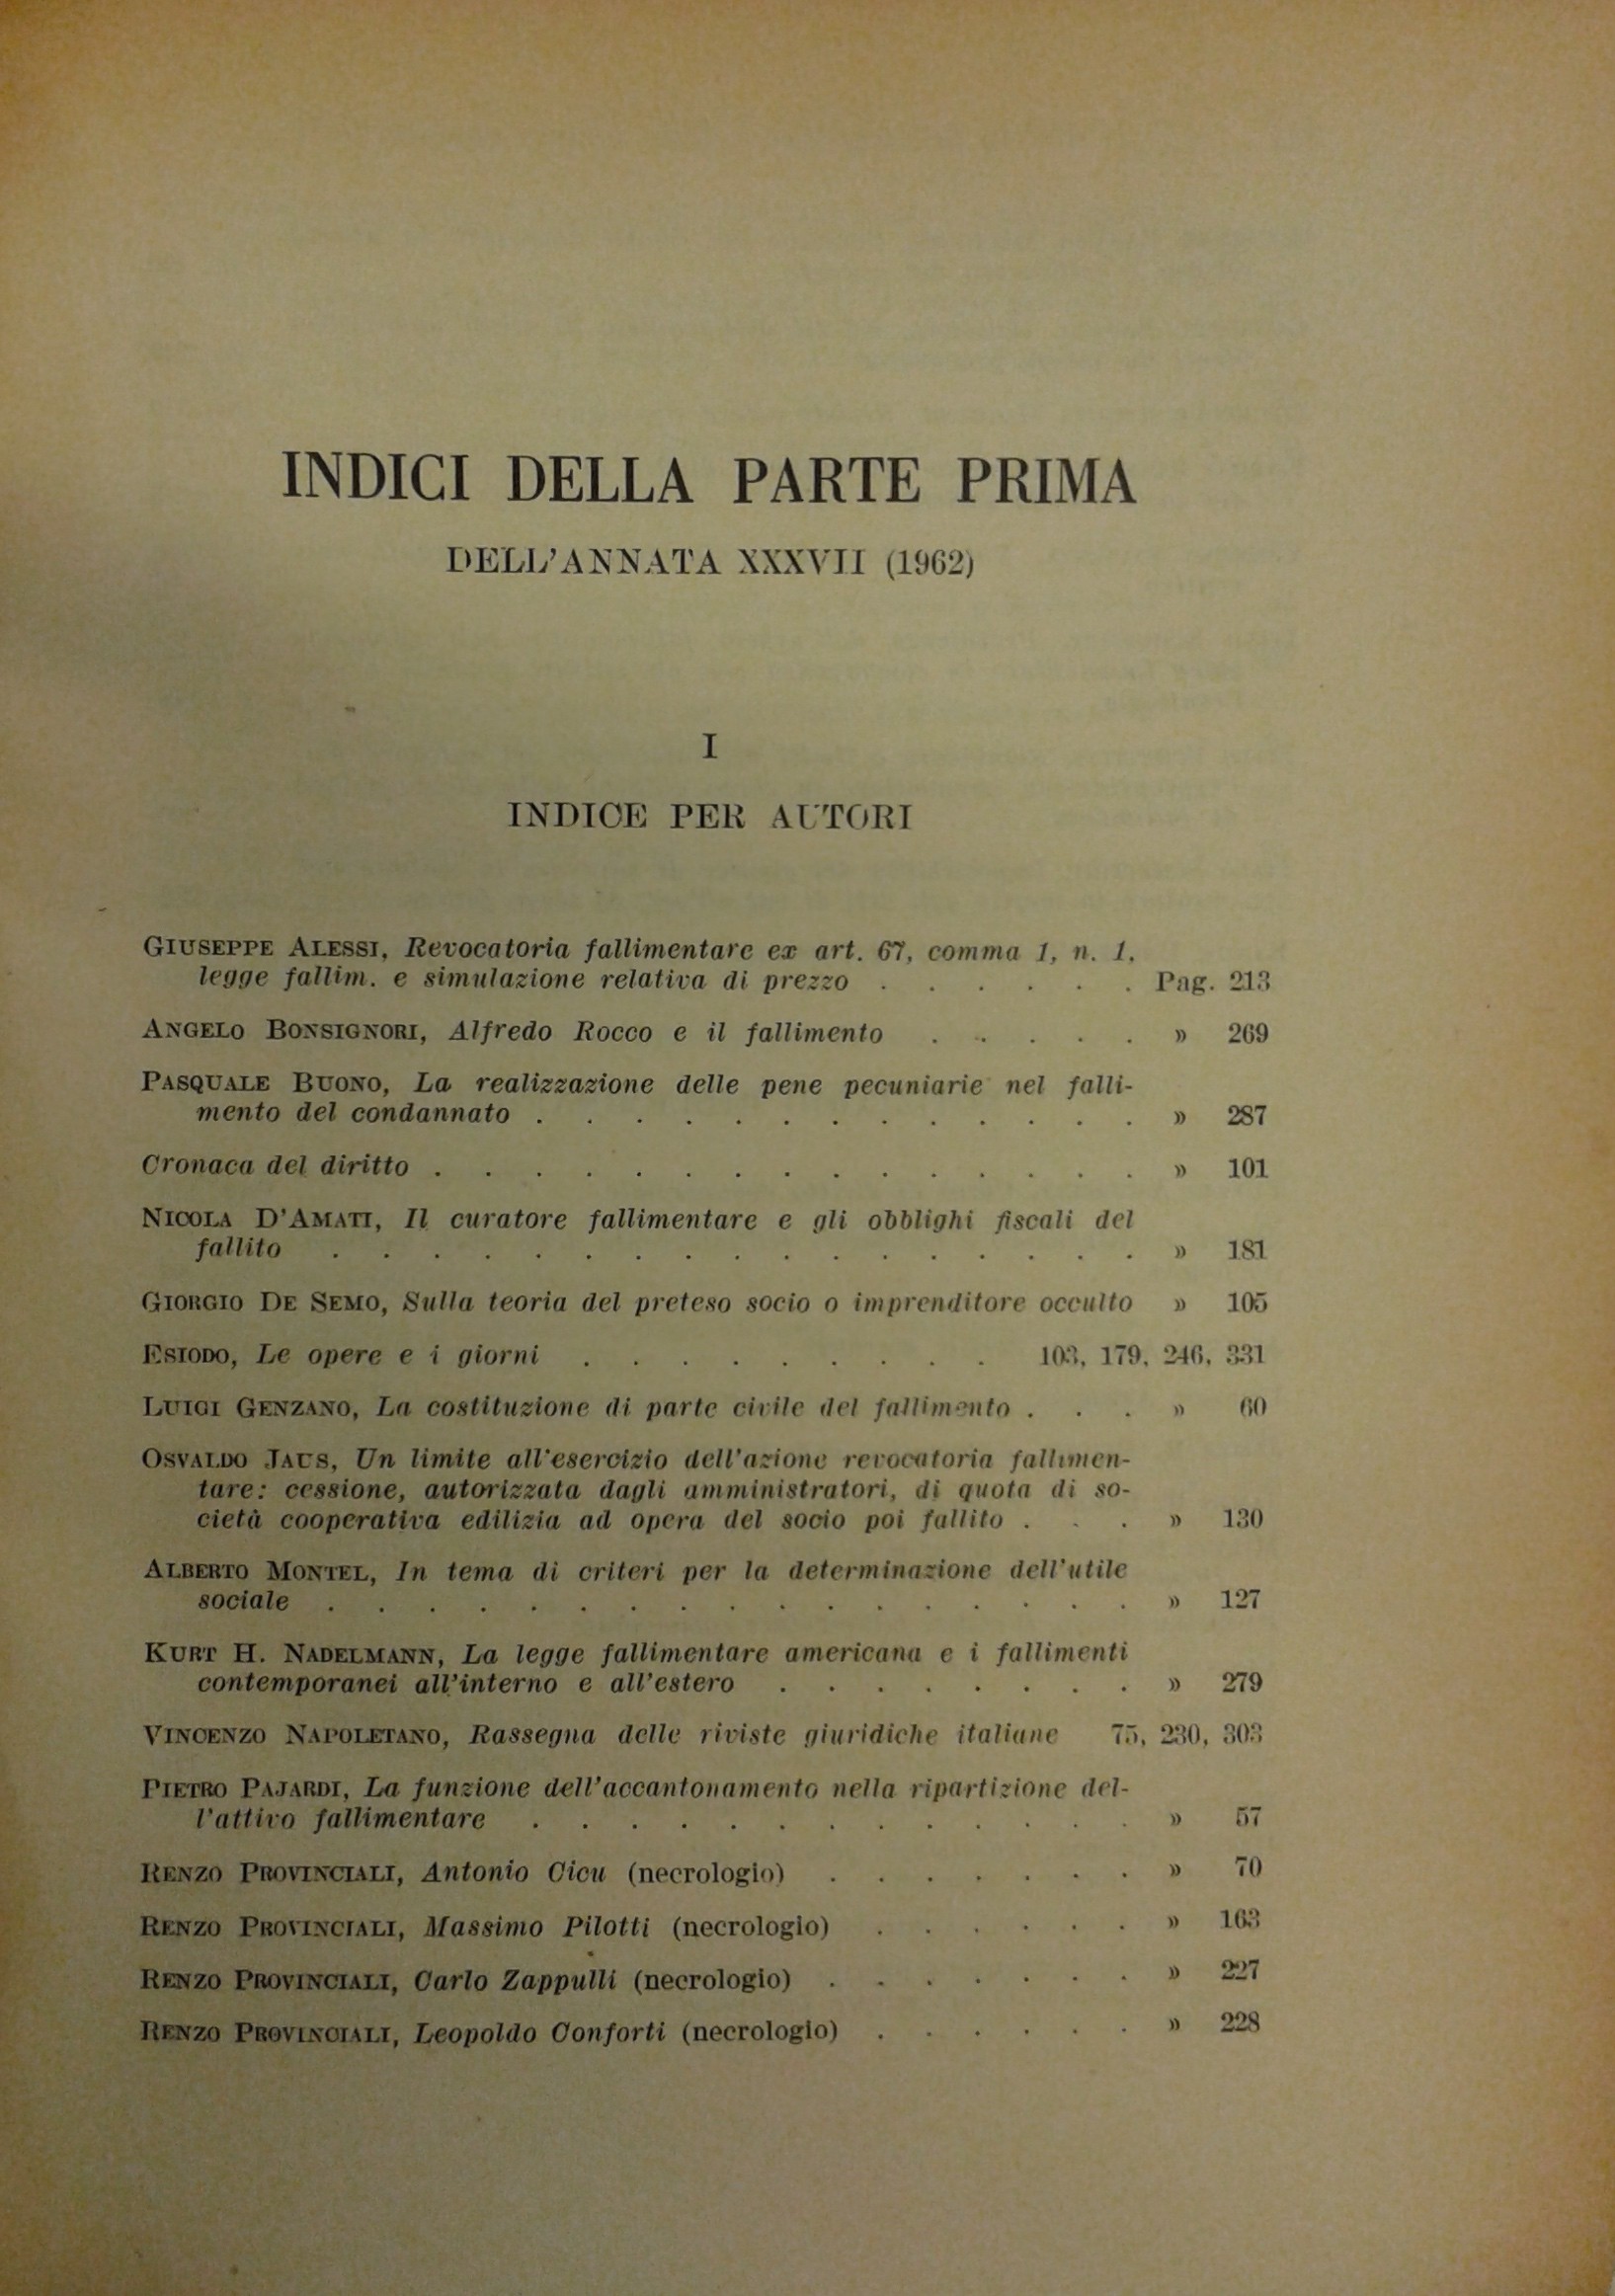 INDICI DELLA PARTE PRIMA
DELL'ANNATA XXXVII (1962)
I
INDICE PER AUTORI
GIUSEPPE ALESSI, Revocatoria fallimentare ex art. 67, comma 1, n. 1,
legge fallim. e simulazione relativa di prezzo . . . . . . Pag. 213
ANGELO BONSIGNORI, Alfredo Rocco e il fallimento . . . . . » 269
PASQUALE BUONO, La realizzazione delle pene pecuniarie nel falli-
mento del condannato . . . . . . . . . . . . . » 287
Cronaca del diritto . . . . . . . . . . . . . . . » 101
NICOLA D'AMATI, Il curatore fallimentare e gli obblighi fiscali del
fallito . . . . . . . . . . . . . . . . . » 181
GIORGIO DE SEMO, Sulla teoria del preteso socio o imprenditore occulto » 105
ESIODO, Le opere e i giorni . . . . . . . . . 103, 179, 246, 331
LUIGI GENZANO, La costituzione di parte civile del fallimento . . . » 60
OSVALDO JAUS, Un limite all'esercizio dell'azione revocatoria fallimen-
tare: cessione, autorizzata dagli amministratori, di quota di so-
cietà cooperativa edilizia ad opera del socio poi fallito . . . » 130
ALBERTO MONTEL, In tema di criteri per la determinazione dell'utile
sociale . . . . . . . . . . . . . . . . . » 127
KURT H. NADELMANN, La legge fallimentare americana e i fallimenti
contemporanei all'interno e all'estero . . . . . . . . » 279
VINCENZO NAPOLETANO, Rassegna delle riviste giuridiche italiane 75, 230, 303
PIETRO PAJARDI, La funzione dell'accantonamento nella ripartizione del-
l'attivo fallimentare . . . . . . . . . . . . . » 57
RENZO PROVINCIALI, Antonio Cicu (necrologio) . . . . . . . » 70
RENZO PROVINCIALI, Massimo Pilotti (necrologio) . . . . . . » 163
RENZO PROVINCIALI, Carlo Zappulli (necrologio) . . . . . . . » 227
RENZO PROVINCIALI, Leopoldo Conforti (necrologio) . . . . . . » 228